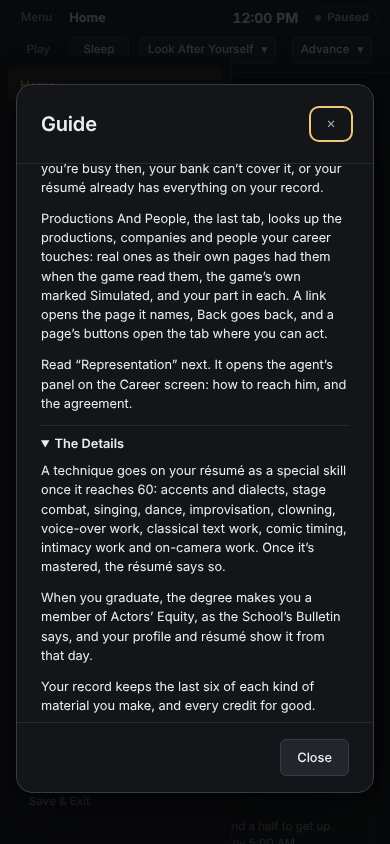 Menu Home 12:00 PM Paused
Play Sleep Look After Yourself ▾ Advance ▾
Guide ×
you’re busy then, your bank can’t cover it, or your
résumé already has everything on your record.
Productions And People, the last tab, looks up the
productions, companies and people your career
touches: real ones as their own pages had them
when the game read them, the game’s own
marked Simulated, and your part in each. A link
opens the page it names, Back goes back, and a
page’s buttons open the tab where you can act.
Read “Representation” next. It opens the agent’s
panel on the Career screen: how to reach him, and
the agreement.
▼ The Details
A technique goes on your résumé as a special skill
once it reaches 60: accents and dialects, stage
combat, singing, dance, improvisation, clowning,
voice-over work, classical text work, comic timing,
intimacy work and on-camera work. Once it’s
mastered, the résumé says so.
When you graduate, the degree makes you a
member of Actors’ Equity, as the School’s Bulletin
says, and your profile and résumé show it from
that day.
Your record keeps the last six of each kind of
material you make, and every credit for good.
Close
Save & Exit
nd a half to get up.